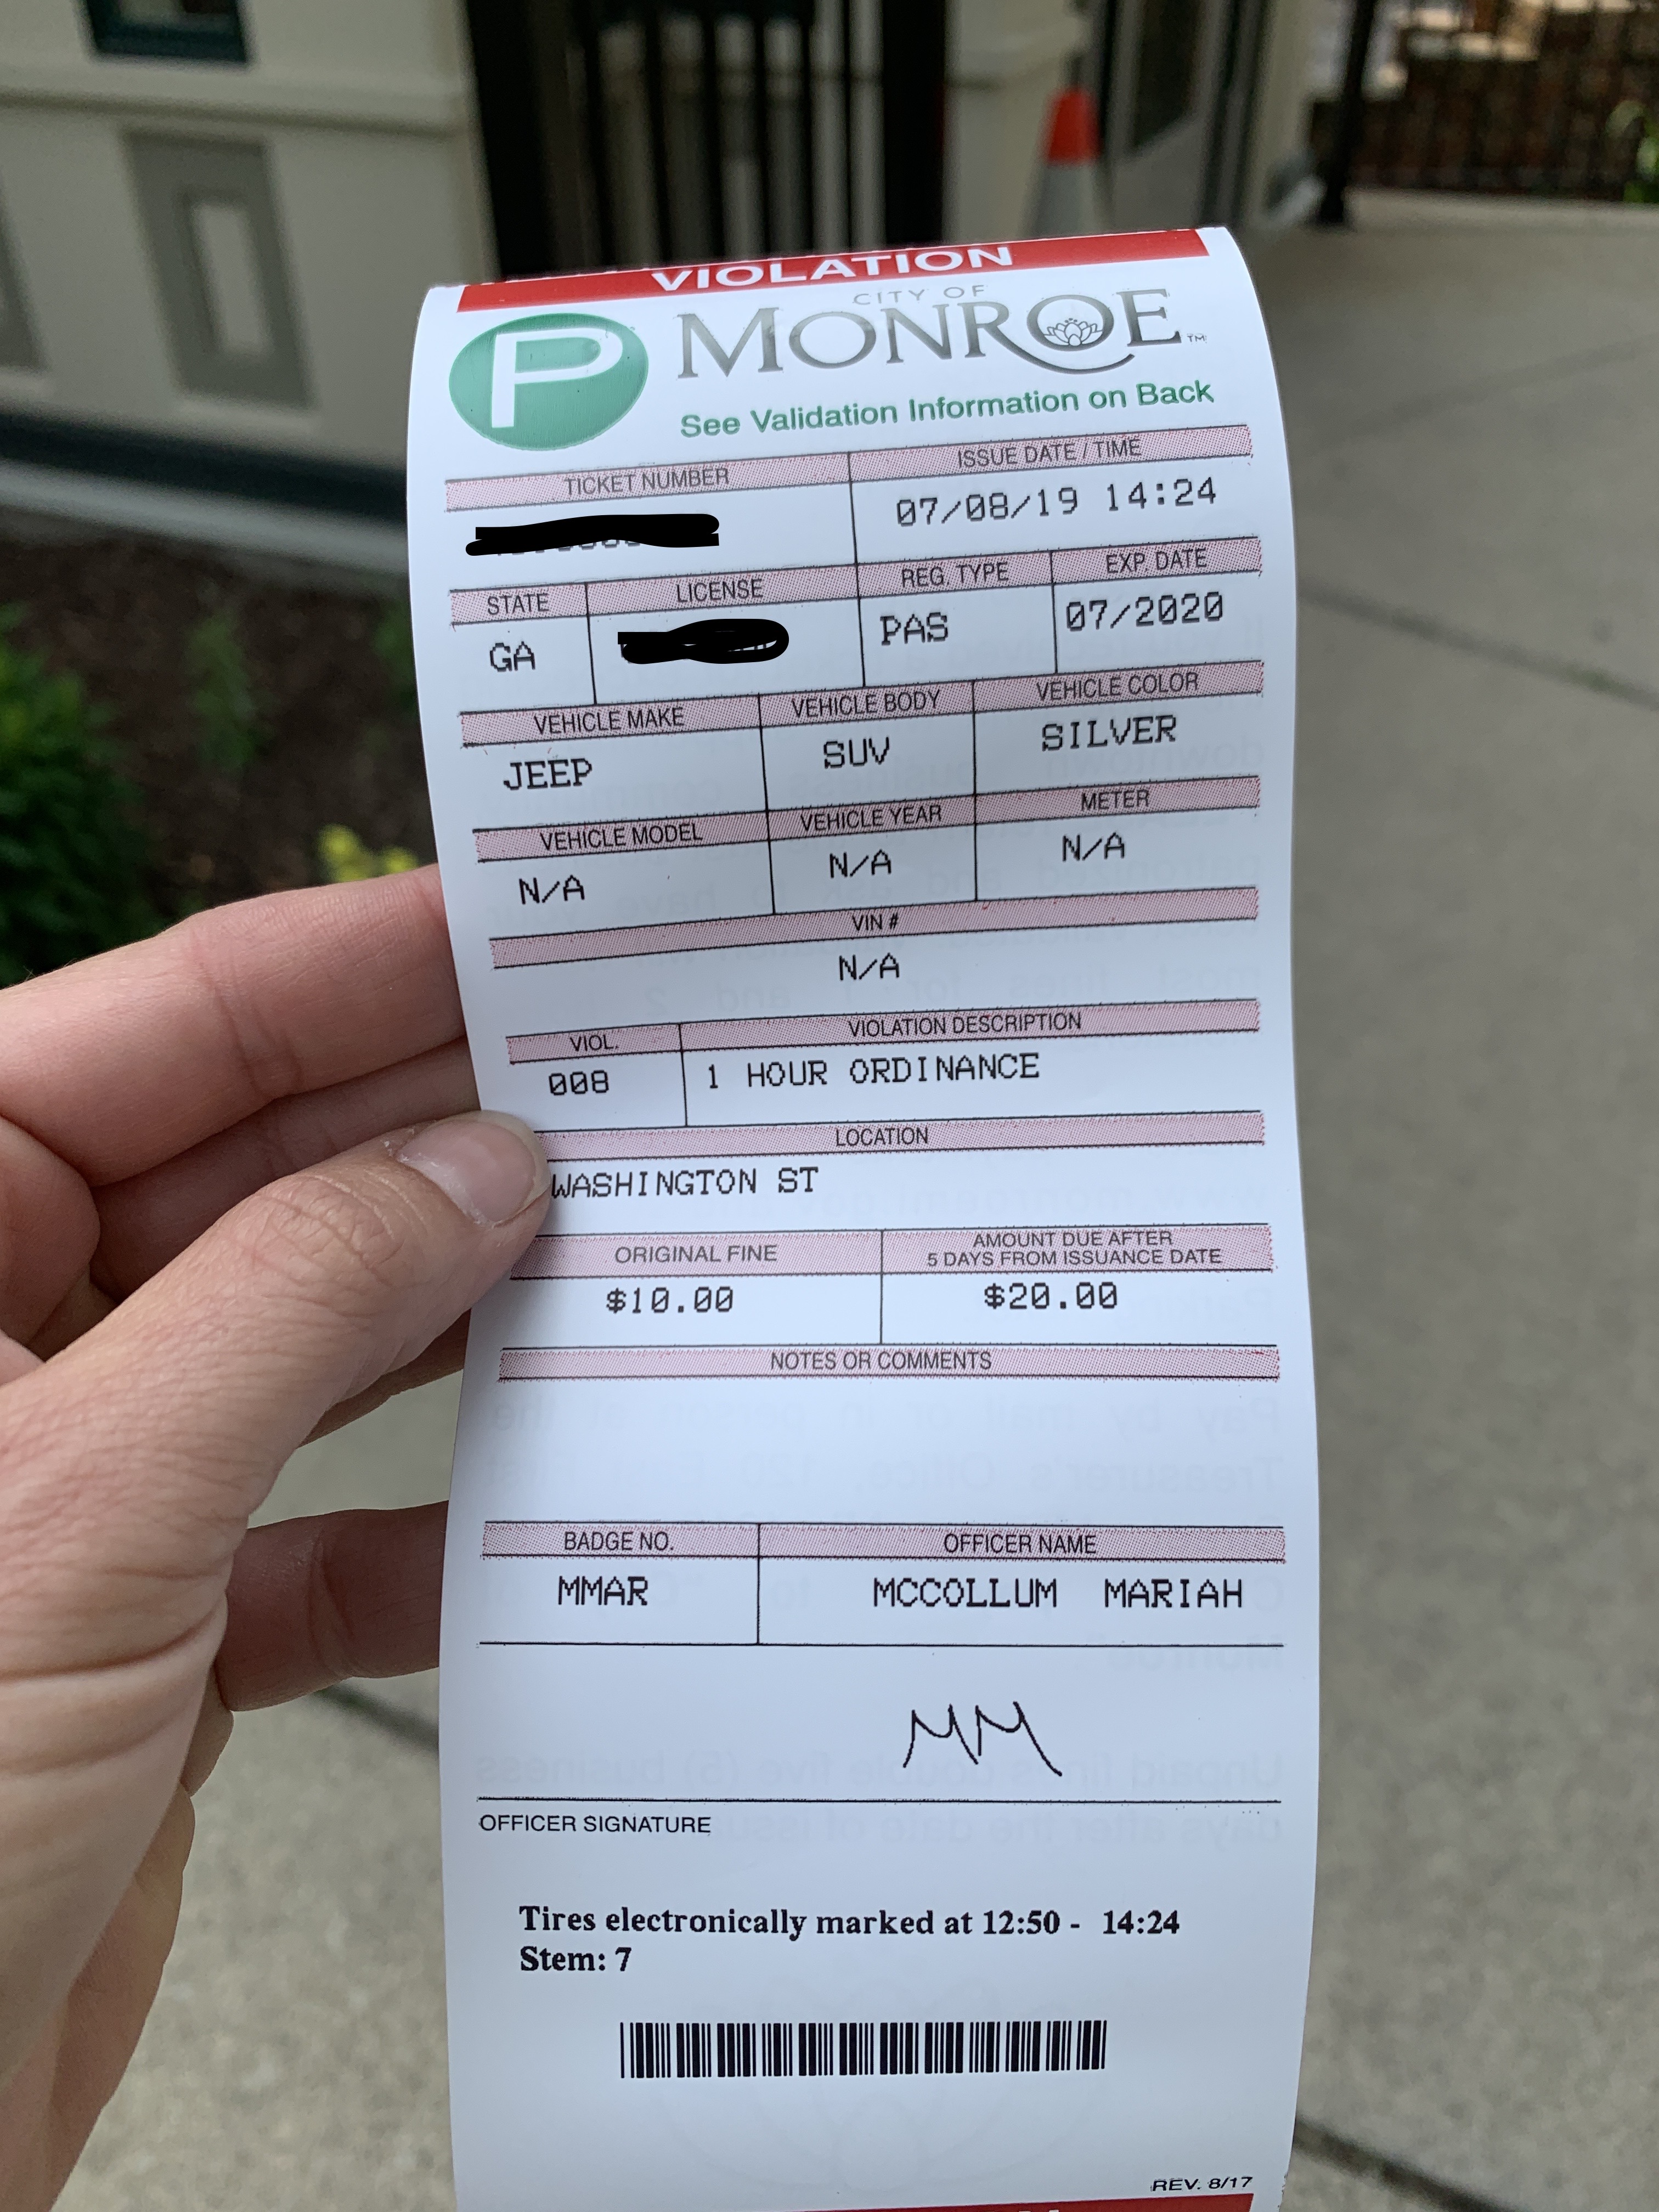 VIOLATION
P
CITY OF
MONROE TM
See Validation Information on Back
TICKET NUMBER ISSUE DATE / TIME
07/08/19 14:24
STATE LICENSE REG. TYPE EXP. DATE
GA PAS 07/2020
VEHICLE MAKE VEHICLE BODY VEHICLE COLOR
JEEP SUV SILVER
VEHICLE MODEL VEHICLE YEAR METER
N/A N/A N/A
VIN #
N/A
VIOL. VIOLATION DESCRIPTION
008 1 HOUR ORDINANCE
LOCATION
WASHINGTON ST
ORIGINAL FINE AMOUNT DUE AFTER
5 DAYS FROM ISSUANCE DATE
$10.00 $20.00
NOTES OR COMMENTS
BADGE NO. OFFICER NAME
MMAR MCCOLLUM MARIAH
MM
OFFICER SIGNATURE
Tires electronically marked at 12:50 - 14:24
Stem: 7
REV. 8/17